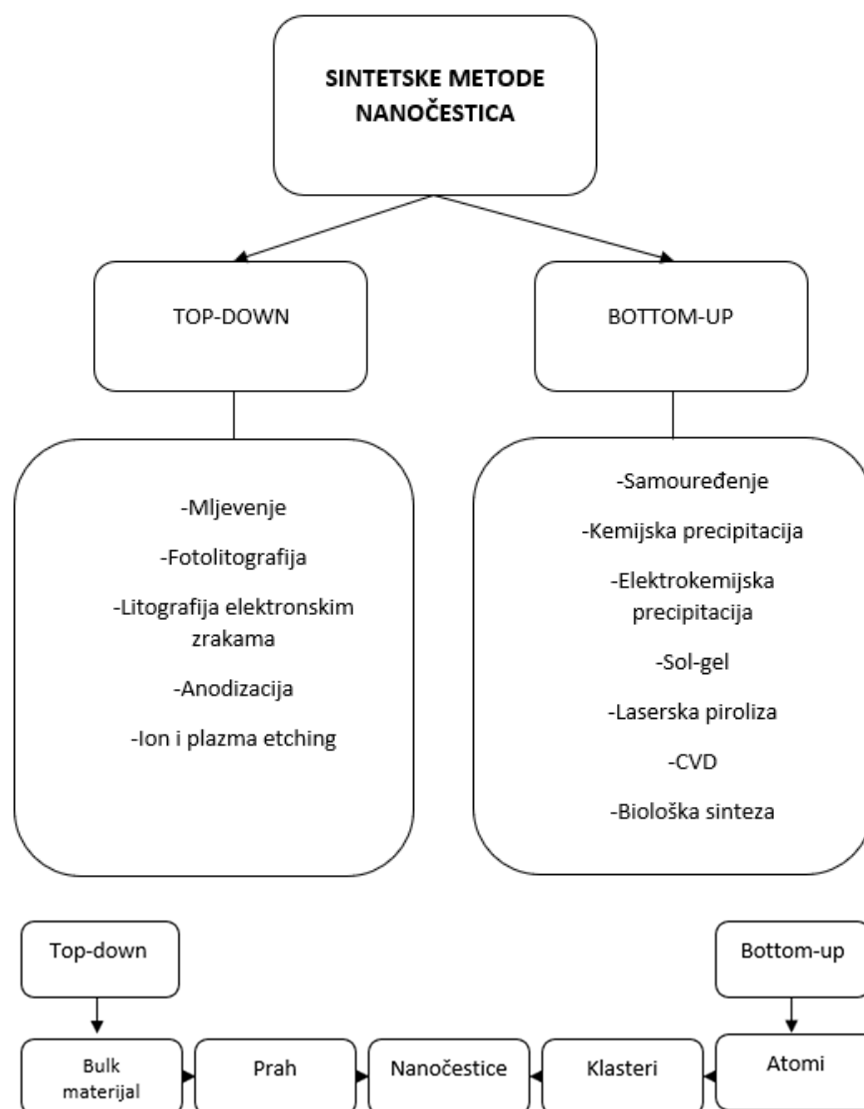 SINTETSKE METODE
NANOČESTICA
TOP-DOWN
BOTTOM-UP
-Mljevenje
-Fotolitografija
-Litografija elektronskim
zrakama
-Anodizacija
-Ion i plazma etching
-Samouređenje
-Kemijska precipitacija
-Elektrokemijska
precipitacija
-Sol-gel
-Laserska piroliza
-CVD
-Biološka sinteza
Top-down
Bottom-up
Bulk
materijal
Prah
Nanočestice
Klasteri
Atomi